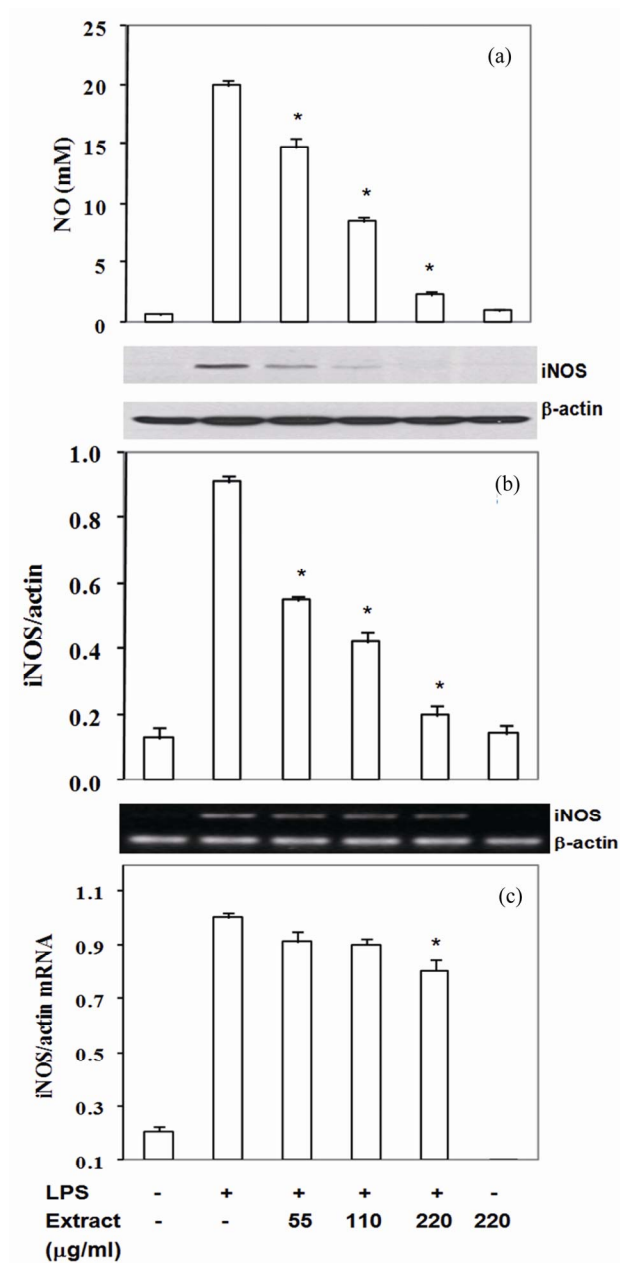 25
(a)
20
*
15
*
NO (mM)
10
*
5
0
iNOS
β-actin
1.0
(b)
0.8
*
0.6
*
iNOS/actin
0.4
*
0.2
0.0
iNOS
β-actin
1.1
(c)
*
0.9
iNOS/actin mRNA
0.7
0.5
0.3
0.1
LPS - + + + + -
Extract - - 55 110 220 220
(μg/ml)